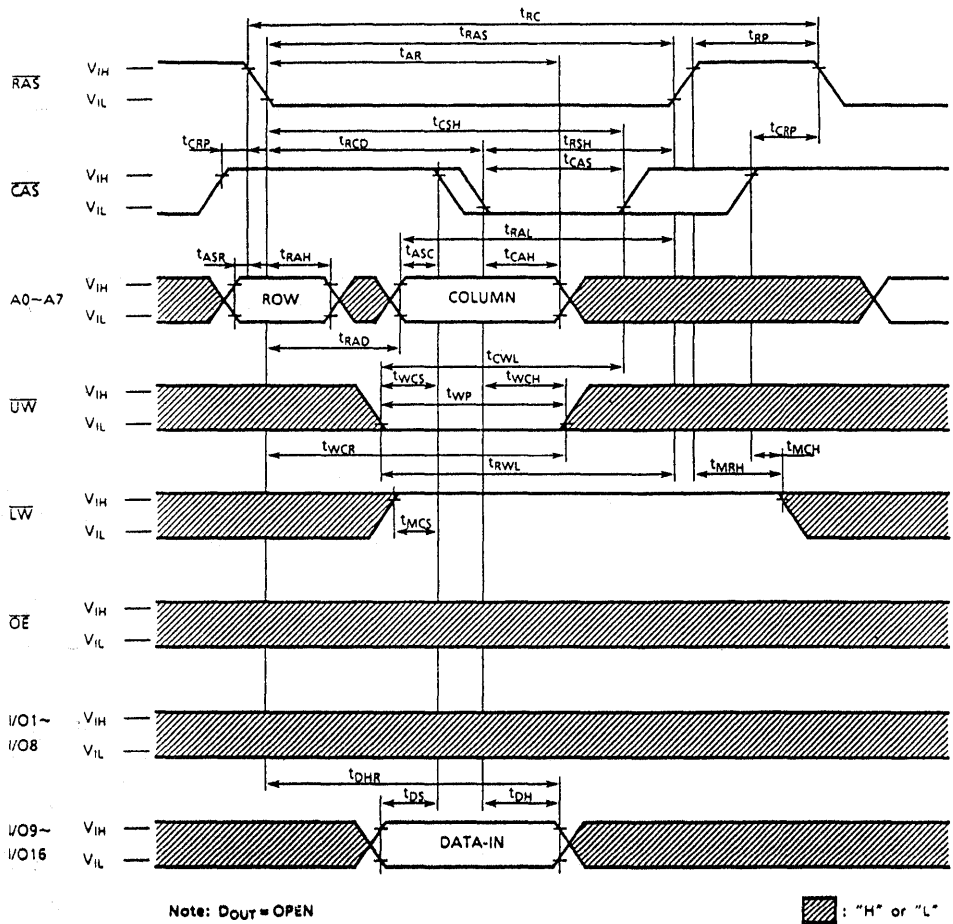 tRC
tRAS
tRP
tAR
RAS VIH
VIL
tCSH
tCRP tRCD tRSH tCRP
tCAS
CAS VIH
VIL
tRAL
tASR tRAH tASC tCAH
A0~A7 VIH ROW COLUMN
VIL
tRAD
tCWL
tWCS tWCH
UW VIH tWP
VIL
tWCR tMCH
tRWL tMRH
LW VIH
VIL tMCS
OE VIH
VIL
I/O1~ VIH
I/O8 VIL
tDHR
tDS tDH
I/O9~ VIH DATA-IN
I/O16 VIL
Note: DOUT = OPEN : "H" or "L"